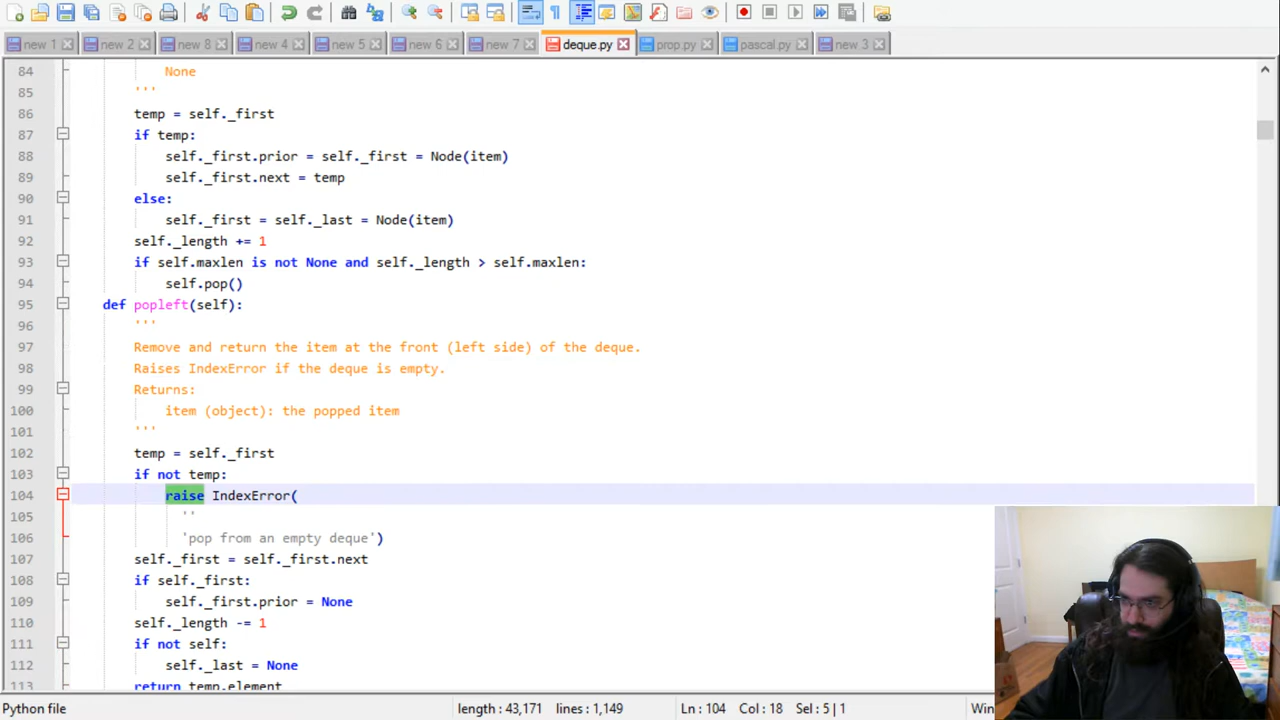 new 1 new 2 new 8 new 4 new 5 new 6 new 7 deque.py prop.py pascal.py new 3
84 None
85 '''
86 temp = self._first
87 if temp:
88 self._first.prior = self._first = Node(item)
89 self._first.next = temp
90 else:
91 self._first = self._last = Node(item)
92 self._length += 1
93 if self.maxlen is not None and self._length > self.maxlen:
94 self.pop()
95 def popleft(self):
96 '''
97 Remove and return the item at the front (left side) of the deque.
98 Raises IndexError if the deque is empty.
99 Returns:
100 item (object): the popped item
101 '''
102 temp = self._first
103 if not temp:
104 raise IndexError(
105 ''
106 'pop from an empty deque')
107 self._first = self._first.next
108 if self._first:
109 self._first.prior = None
110 self._length -= 1
111 if not self:
112 self._last = None
113 return temp.element
Python file length : 43,171 lines : 1,149 Ln : 104 Col : 18 Sel : 5 | 1 Win